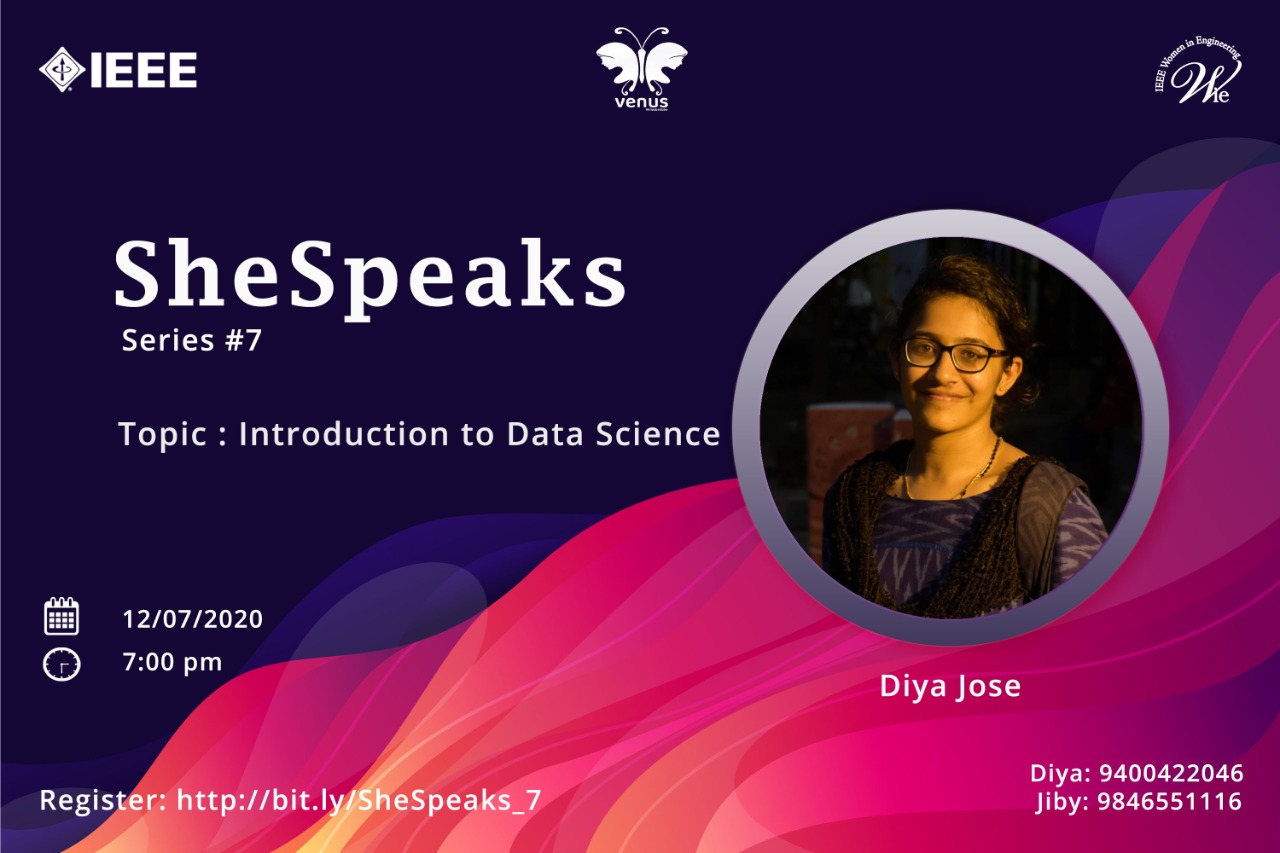 IEEE
venus
IEEE Women in Engineering
Wie
SheSpeaks
Series #7
Topic : Introduction to Data Science
12/07/2020
7:00 pm
Diya Jose
Register: http://bit.ly/SheSpeaks_7
Diya: 9400422046
Jiby: 9846551116